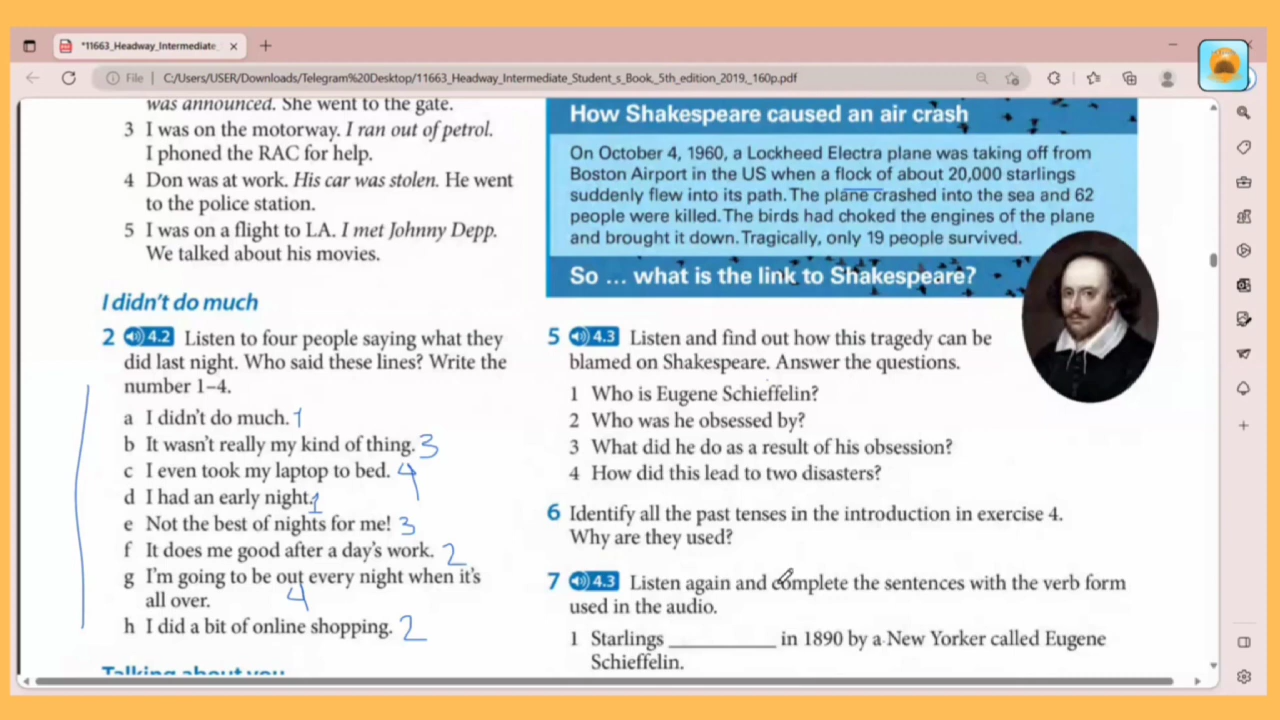 *11663_Headway_Intermediate_
File
C:/Users/USER/Downloads/Telegram%20Desktop/11663_Headway_Intermediate_Student_s_Book_5th_edition_2019_160p.pdf
was announced. She went to the gate.
3 I was on the motorway. I ran out of petrol.
I phoned the RAC for help.
4 Don was at work. His car was stolen. He went
to the police station.
5 I was on a flight to LA. I met Johnny Depp.
We talked about his movies.
I didn't do much
2 4.2 Listen to four people saying what they
did last night. Who said these lines? Write the
number 1–4.
a I didn't do much. 1
b It wasn't really my kind of thing. 3
c I even took my laptop to bed. 4
d I had an early night. 1
e Not the best of nights for me! 3
f It does me good after a day's work. 2
g I'm going to be out every night when it's
all over. 4
h I did a bit of online shopping. 2
Talking about you
How Shakespeare caused an air crash
On October 4, 1960, a Lockheed Electra plane was taking off from
Boston Airport in the US when a flock of about 20,000 starlings
suddenly flew into its path. The plane crashed into the sea and 62
people were killed. The birds had choked the engines of the plane
and brought it down. Tragically, only 19 people survived.
So ... what is the link to Shakespeare?
5 4.3 Listen and find out how this tragedy can be
blamed on Shakespeare. Answer the questions.
1 Who is Eugene Schieffelin?
2 Who was he obsessed by?
3 What did he do as a result of his obsession?
4 How did this lead to two disasters?
6 Identify all the past tenses in the introduction in exercise 4.
Why are they used?
7 4.3 Listen again and complete the sentences with the verb form
used in the audio.
1 Starlings __________ in 1890 by a New Yorker called Eugene
Schieffelin.